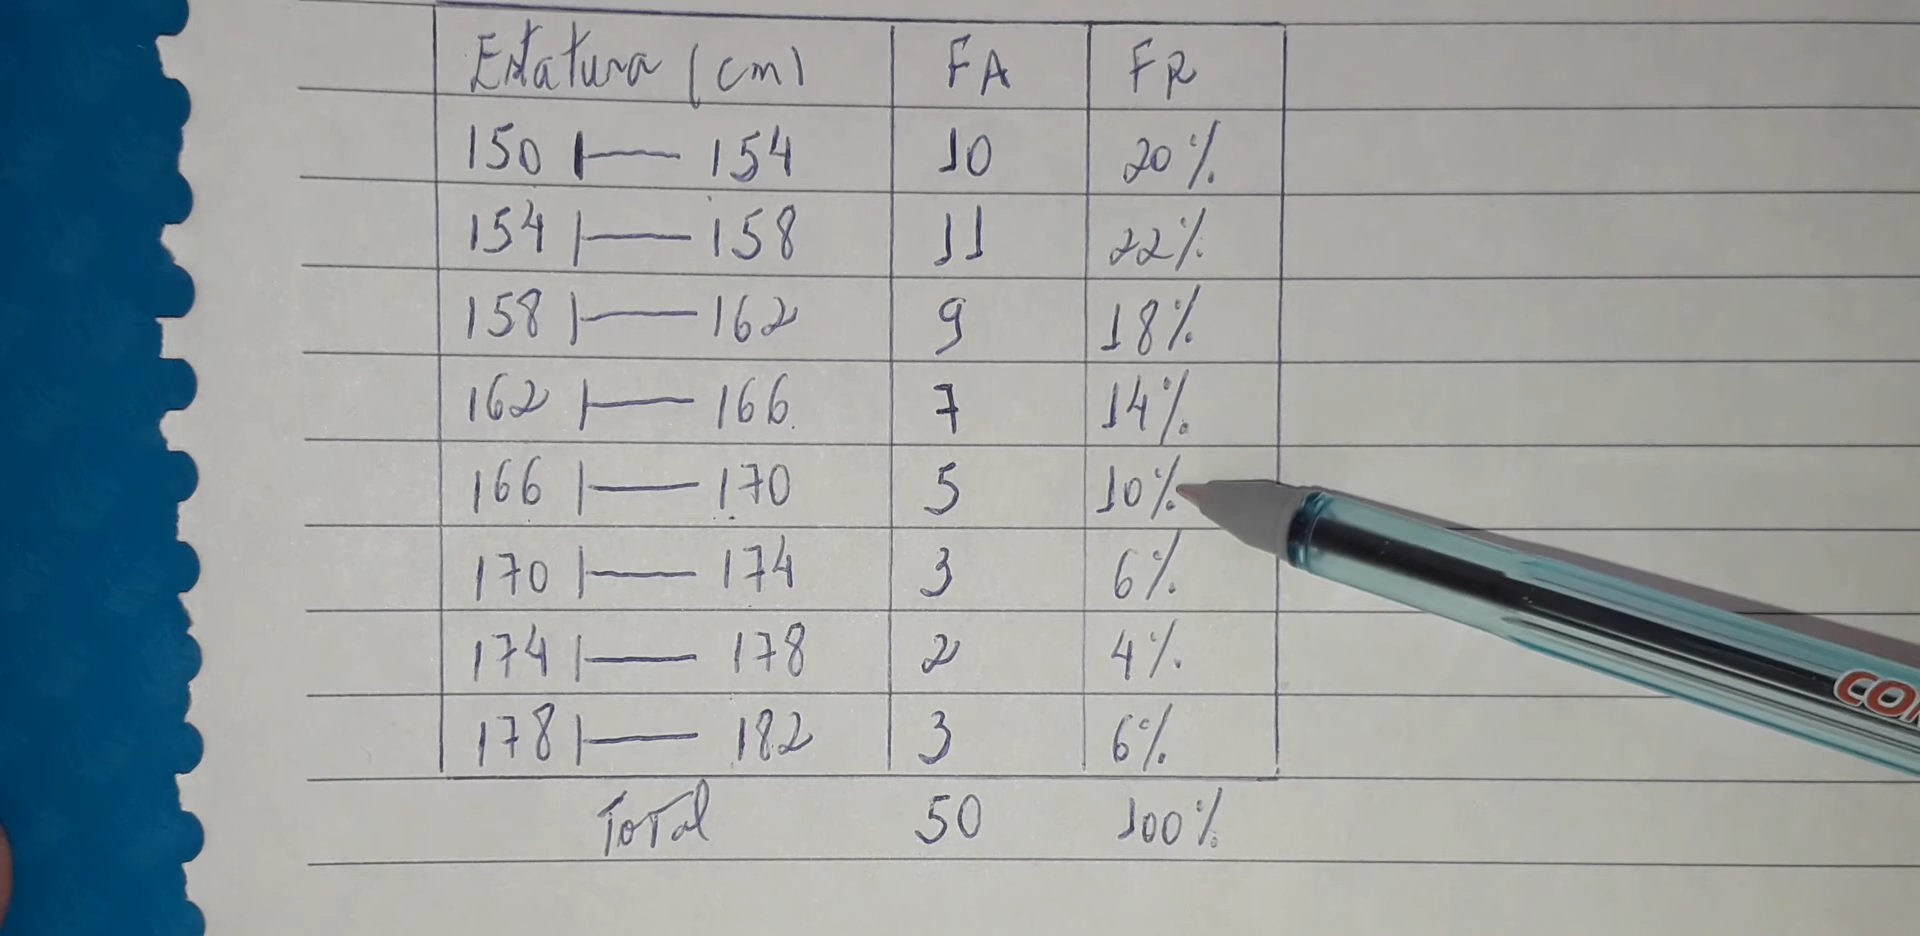 Estatura (cm) FA FR
150 |— 154 10 20%
154 |— 158 11 22%
158 |— 162 9 18%
162 |— 166 7 14%
166 |— 170 5 10%
170 |— 174 3 6%
174 |— 178 2 4%
178 |— 182 3 6%
Total 50 100%